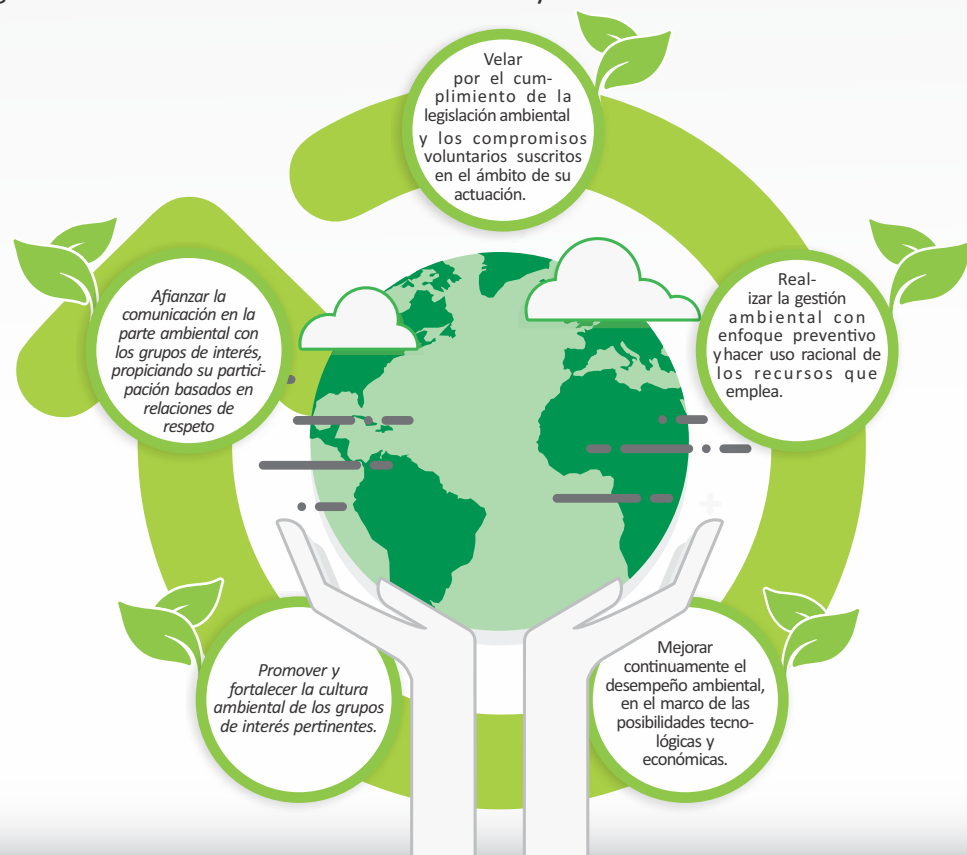 Velar
por el cum-
plimiento de la
legislación ambiental
y los compromisos
voluntarios suscritos
en el ámbito de su
actuación.
Real-
izar la gestión
ambiental con
enfoque preventivo
y hacer uso racional de
los recursos que
emplea.
Mejorar
continuamente el
desempeño ambiental,
en el marco de las
posibilidades tecno-
lógicas y
económicas.
Promover y
fortalecer la cultura
ambiental de los grupos
de interés pertinentes.
Afianzar la
comunicación en la
parte ambiental con
los grupos de interés,
propiciando su partici-
pación basados en
relaciones de
respeto